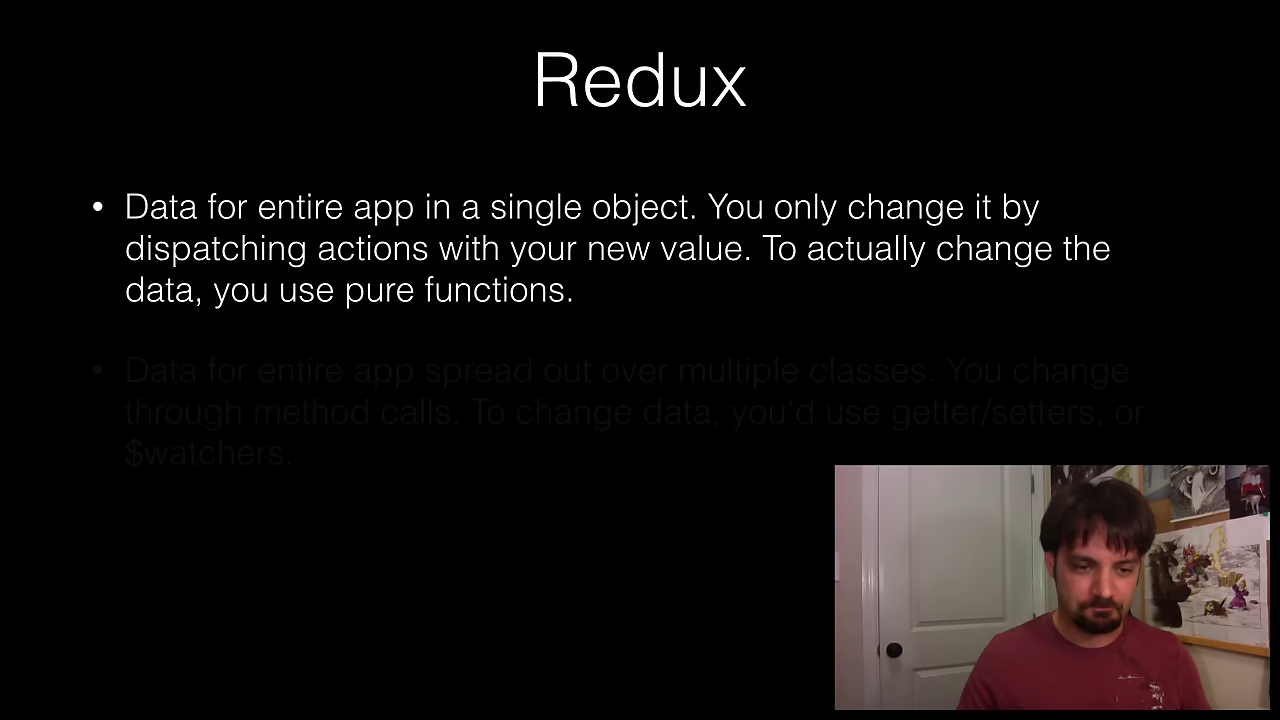 Redux
• Data for entire app in a single object. You only change it by
dispatching actions with your new value. To actually change the
data, you use pure functions.
• Data for entire app spread out over multiple classes. You change
through method calls. To change data, you'd use getter/setters, or
$watchers.